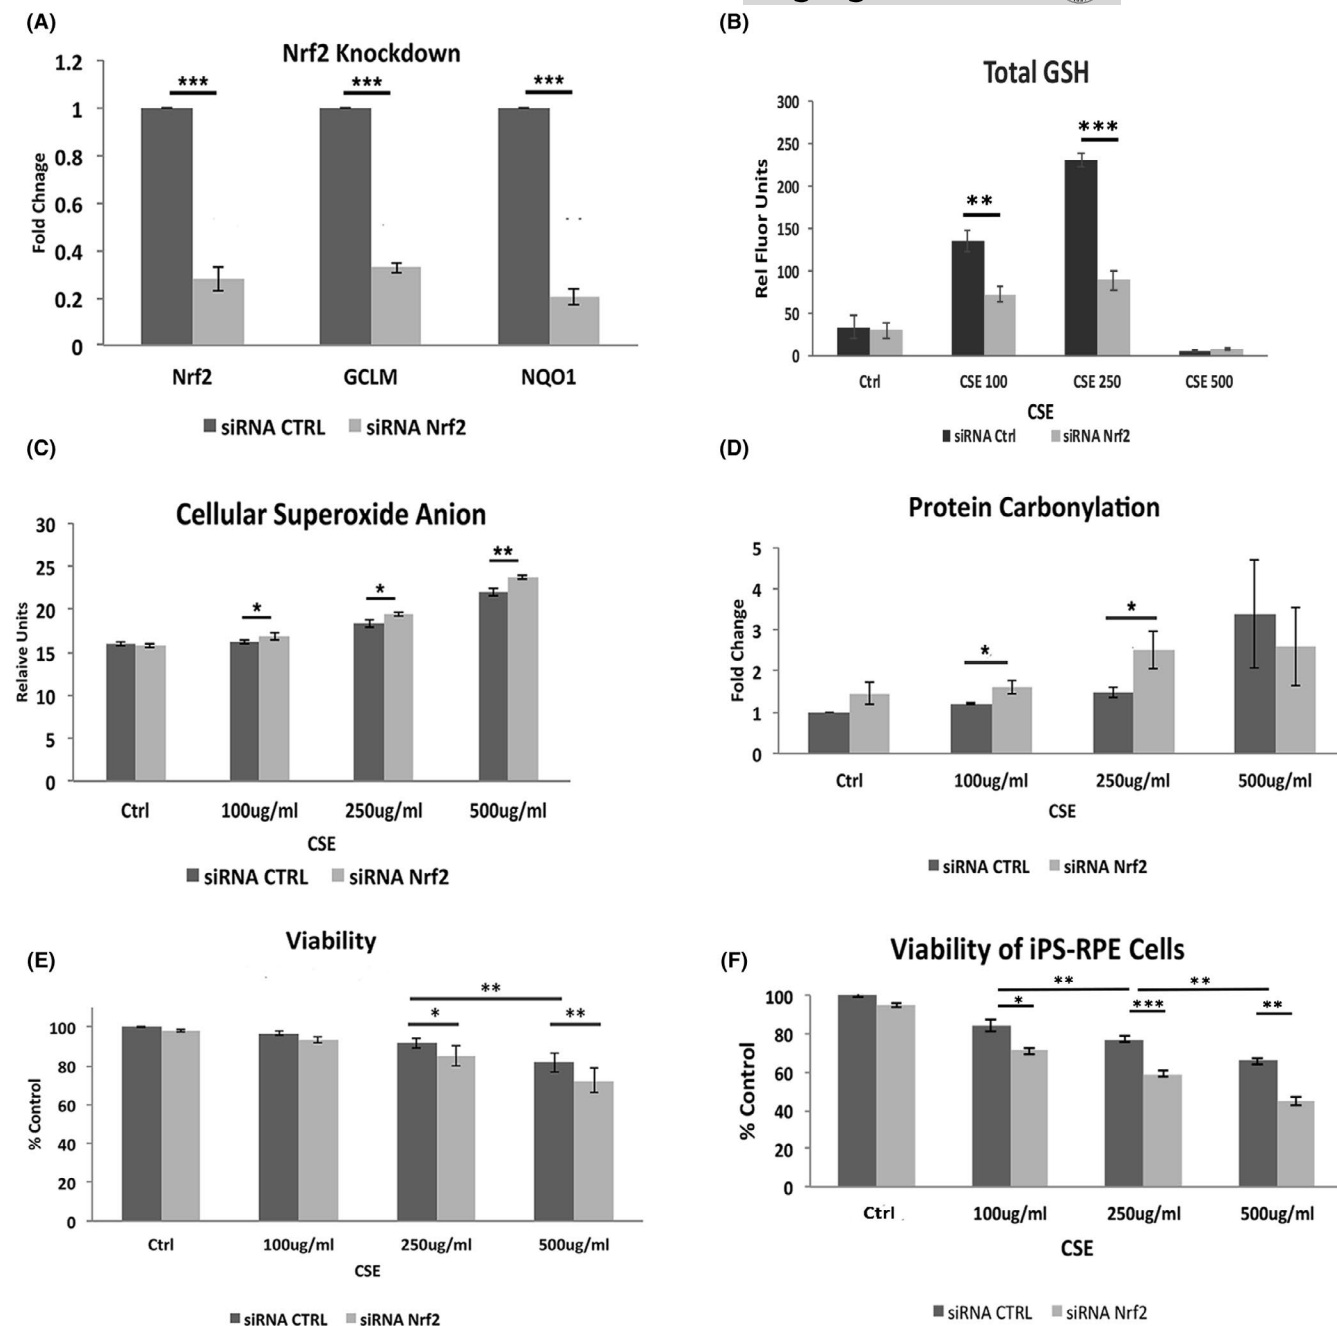 (A)
Nrf2 Knockdown
1.2
1
0.8
0.6
0.4
0.2
0
Fold Chnage
***
***
***
Nrf2 GCLM NQO1
siRNA CTRL siRNA Nrf2
(B)
Total GSH
300
250
200
150
100
50
0
Rel Fluor Units
**
***
Ctrl CSE 100 CSE 250 CSE 500
CSE
siRNA Ctrl siRNA Nrf2
(C)
Cellular Superoxide Anion
30
25
20
15
10
5
0
Relaive Units
*
*
**
Ctrl 100ug/ml 250ug/ml 500ug/ml
CSE
siRNA CTRL siRNA Nrf2
(D)
Protein Carbonylation
5
4
3
2
1
0
Fold Change
*
*
Ctrl 100ug/ml 250ug/ml 500ug/ml
CSE
siRNA CTRL siRNA Nrf2
(E)
Viability
100
80
60
40
20
0
% Control
**
*
**
Ctrl 100ug/ml 250ug/ml 500ug/ml
CSE
siRNA CTRL siRNA Nrf2
(F)
Viability of iPS-RPE Cells
100
80
60
40
20
0
% Control
**
**
*
***
**
Ctrl 100ug/ml 250ug/ml 500ug/ml
CSE
siRNA CTRL siRNA Nrf2